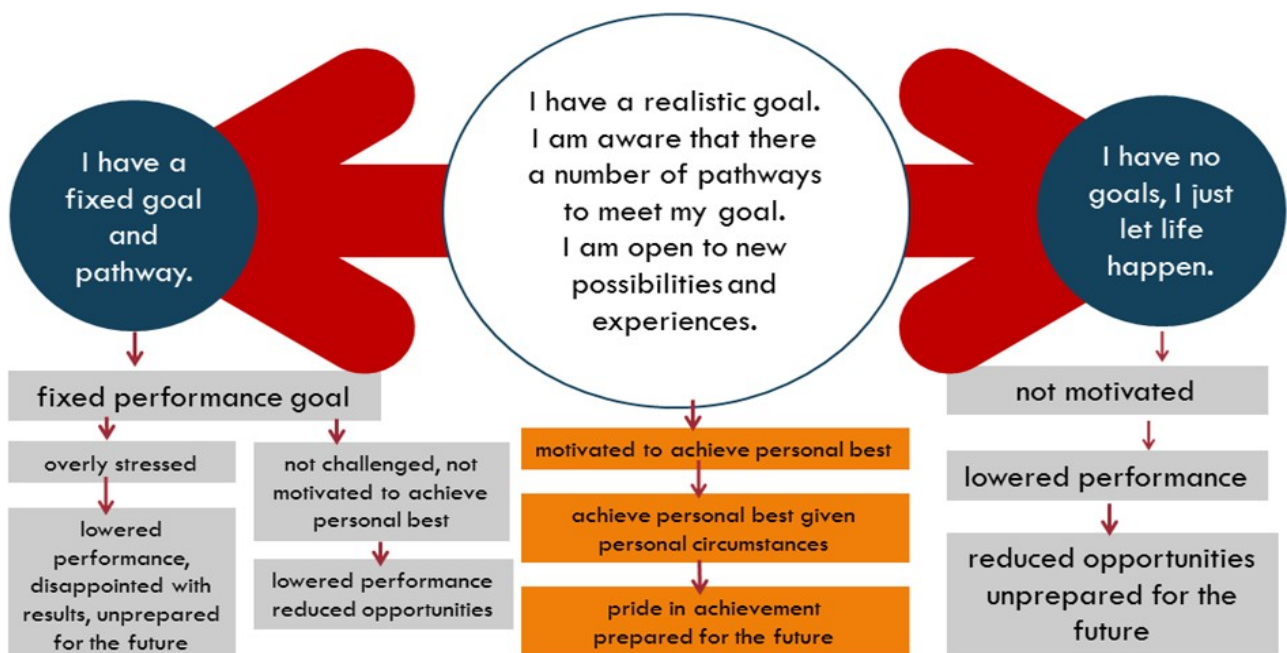 I have a
fixed goal
and
pathway.
fixed performance goal
overly stressed
lowered
performance,
disappointed with
results, unprepared
for the future
not challenged, not
motivated to achieve
personal best
lowered performance
reduced opportunities
I have a realistic goal.
I am aware that there
a number of pathways
to meet my goal.
I am open to new
possibilities and
experiences.
motivated to achieve personal best
achieve personal best given
personal circumstances
pride in achievement
prepared for the future
I have no
goals, I just
let life
happen.
not motivated
lowered performance
reduced opportunities
unprepared for the
future